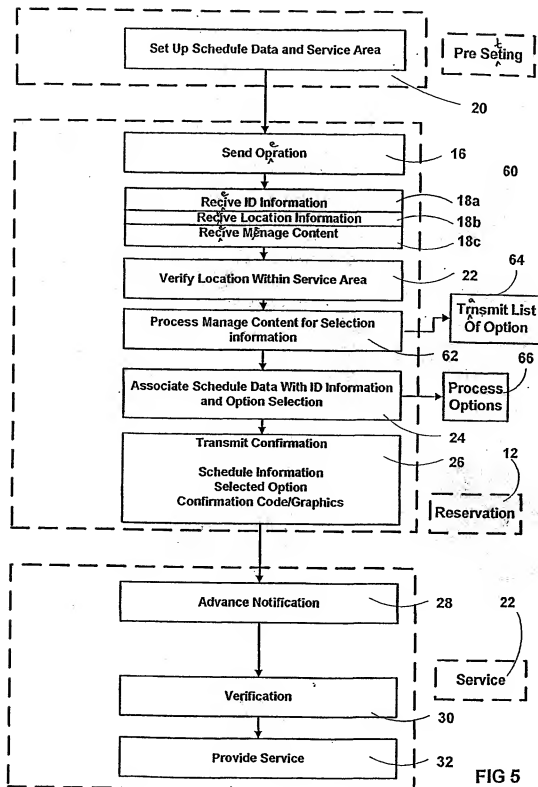 Set Up Schedule Data and Service Area
Pre Seting
t
20
Send Opration
e
16
60
Recive ID Information
e
18a
Recive Location Information
e
18b
Recive Menage Content
e
e
18c
Verify Location Within Service Area
22
64
Trnsmit List
a
Of Option
Process Manage Content for Selection
information
62
66
Associate Schedule Data With ID Information
and Option Selection
24
Process
Options
Transmit Confirmation
26
12
Schedule Information
Selected Option
Confirmation Code/Graphics
Reservation
Advance Notification
28
22
Service
Verification
30
Provide Service
32
FIG 5